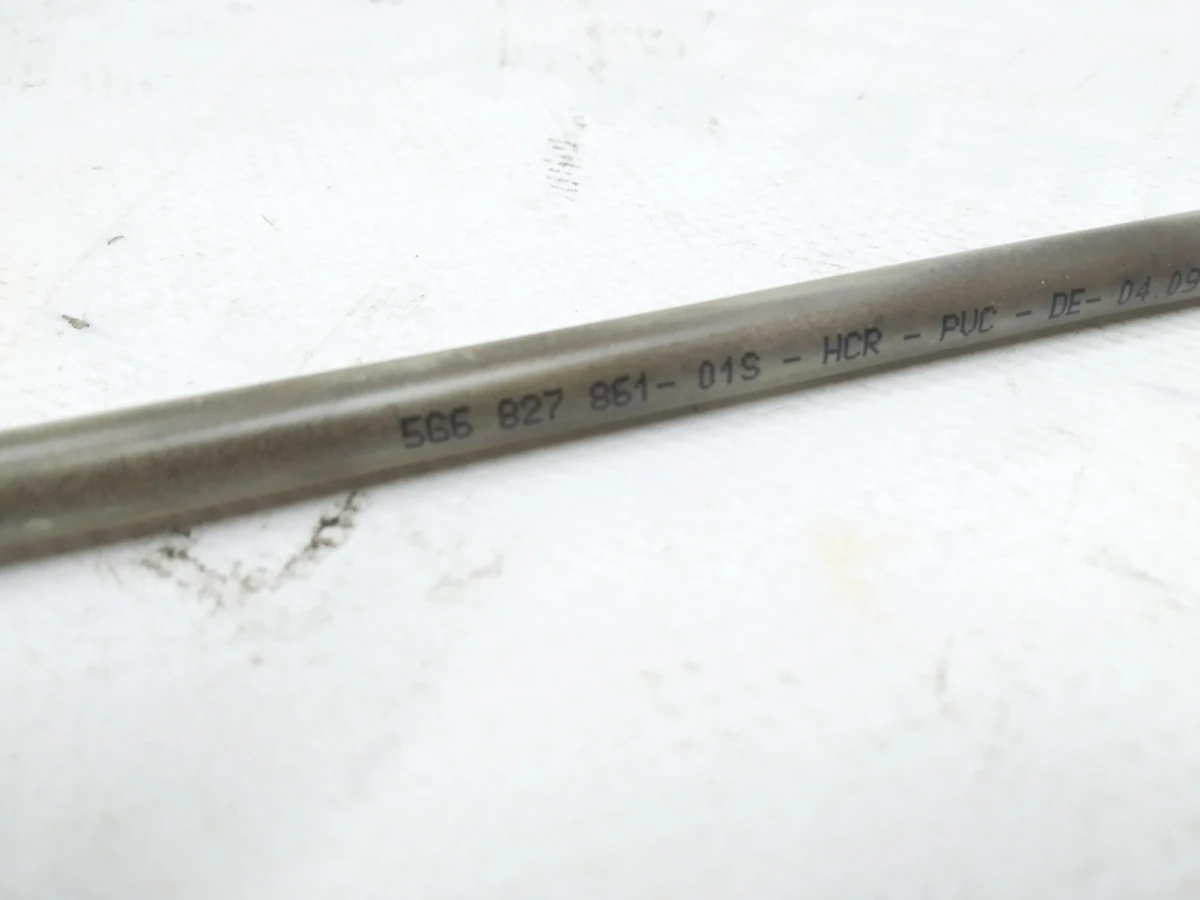 5G6 827 861- 01S - HCR - PVC - DE- 04.09